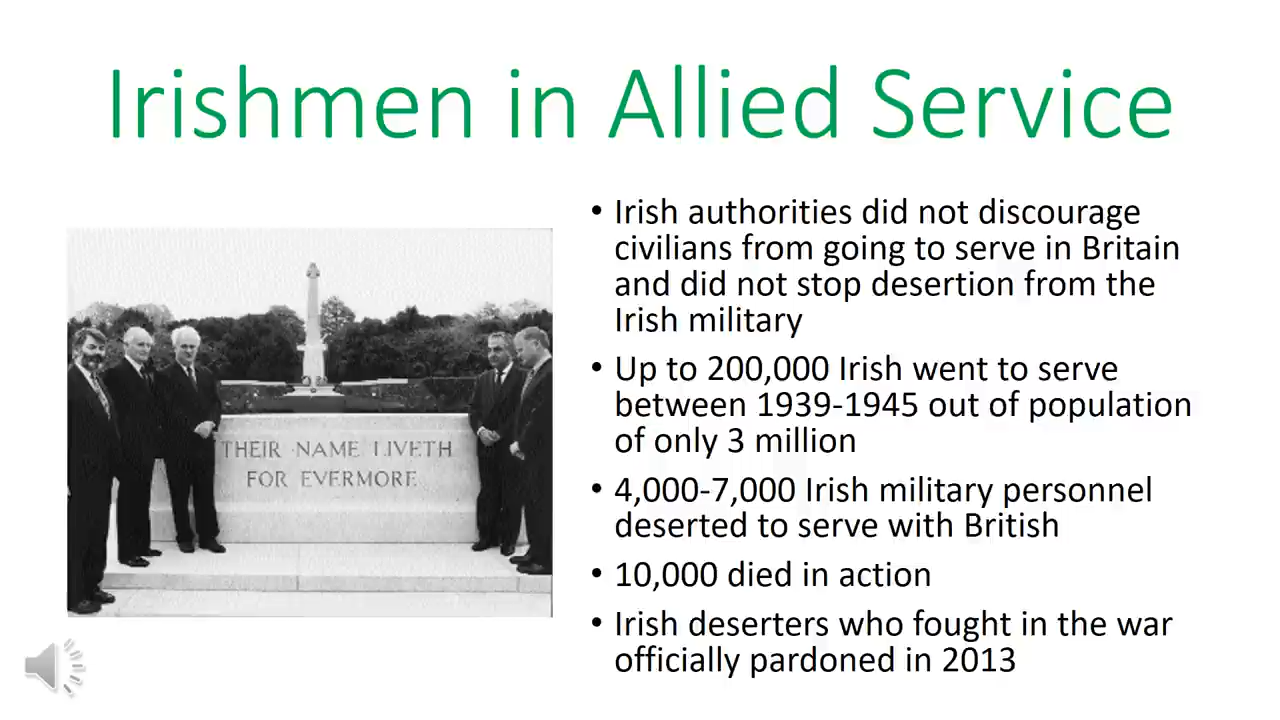 Irishmen in Allied Service
• Irish authorities did not discourage
civilians from going to serve in Britain
and did not stop desertion from the
Irish military
• Up to 200,000 Irish went to serve
between 1939-1945 out of population
of only 3 million
• 4,000-7,000 Irish military personnel
deserted to serve with British
• 10,000 died in action
• Irish deserters who fought in the war
officially pardoned in 2013
THEIR NAME LIVETH
FOR EVERMORE